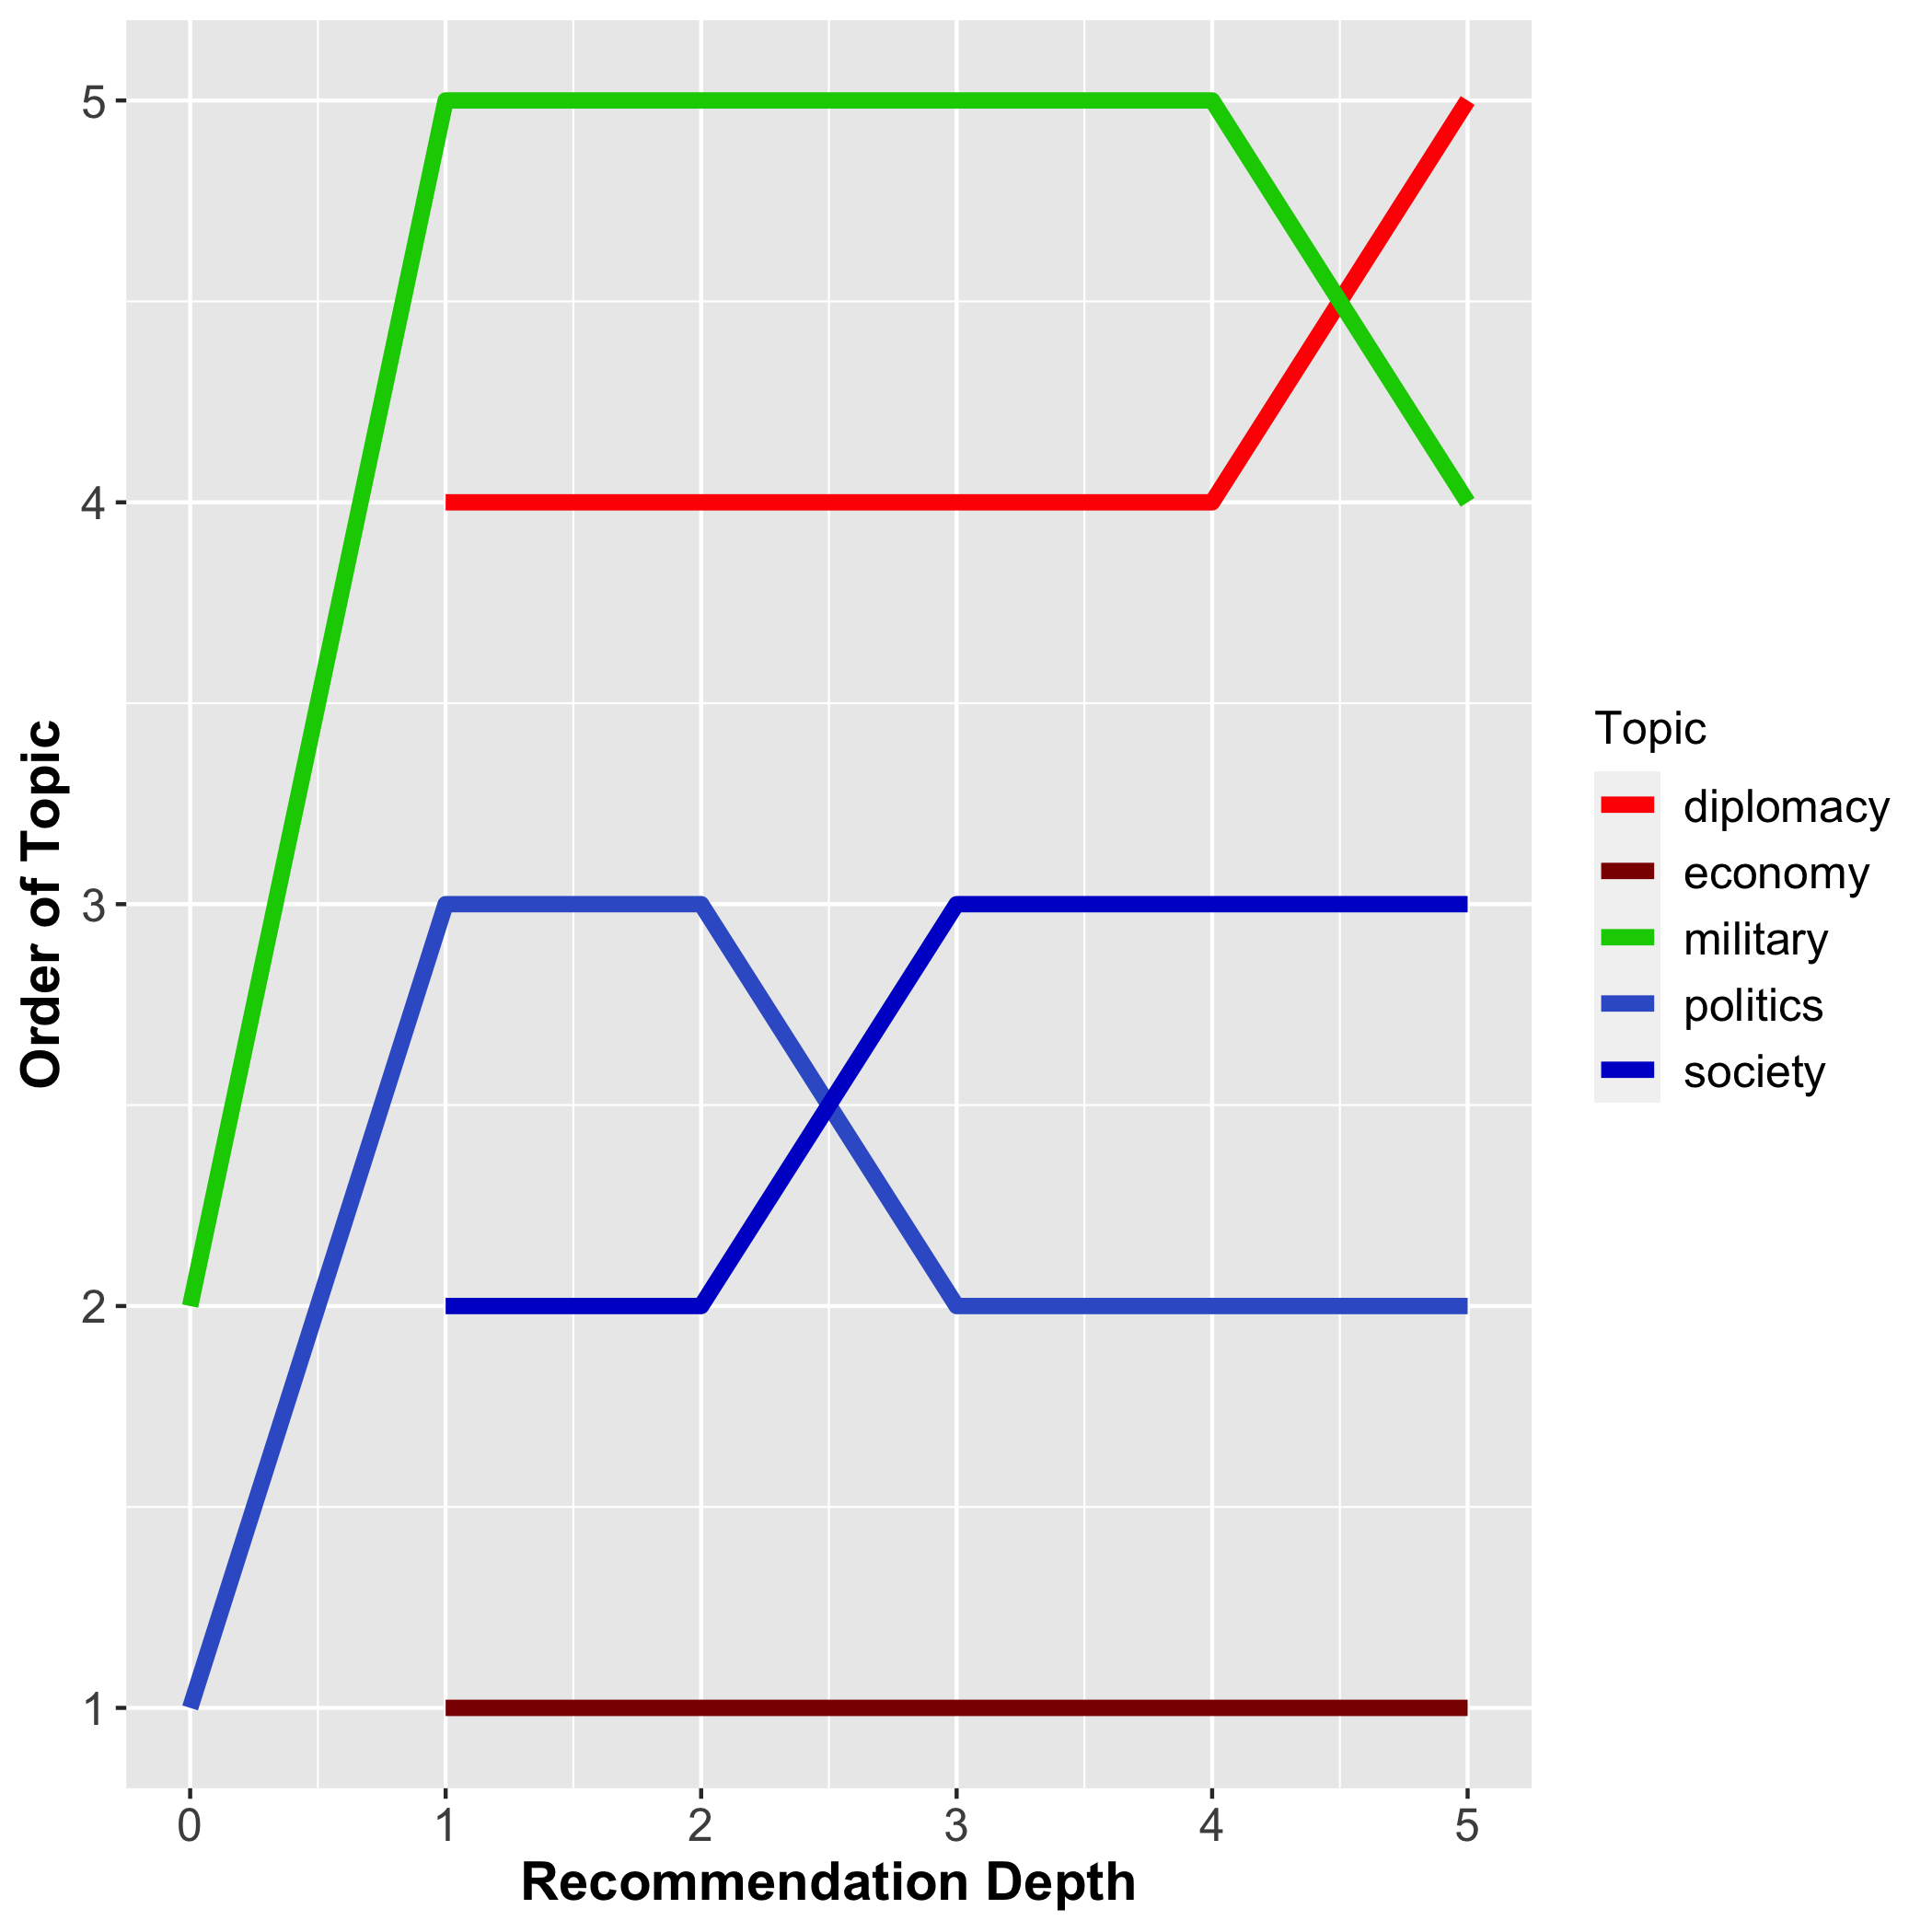 Order of Topic
5
4
3
2
1
0 1 2 3 4 5
Recommendation Depth
Topic
diplomacy
economy
military
politics
society